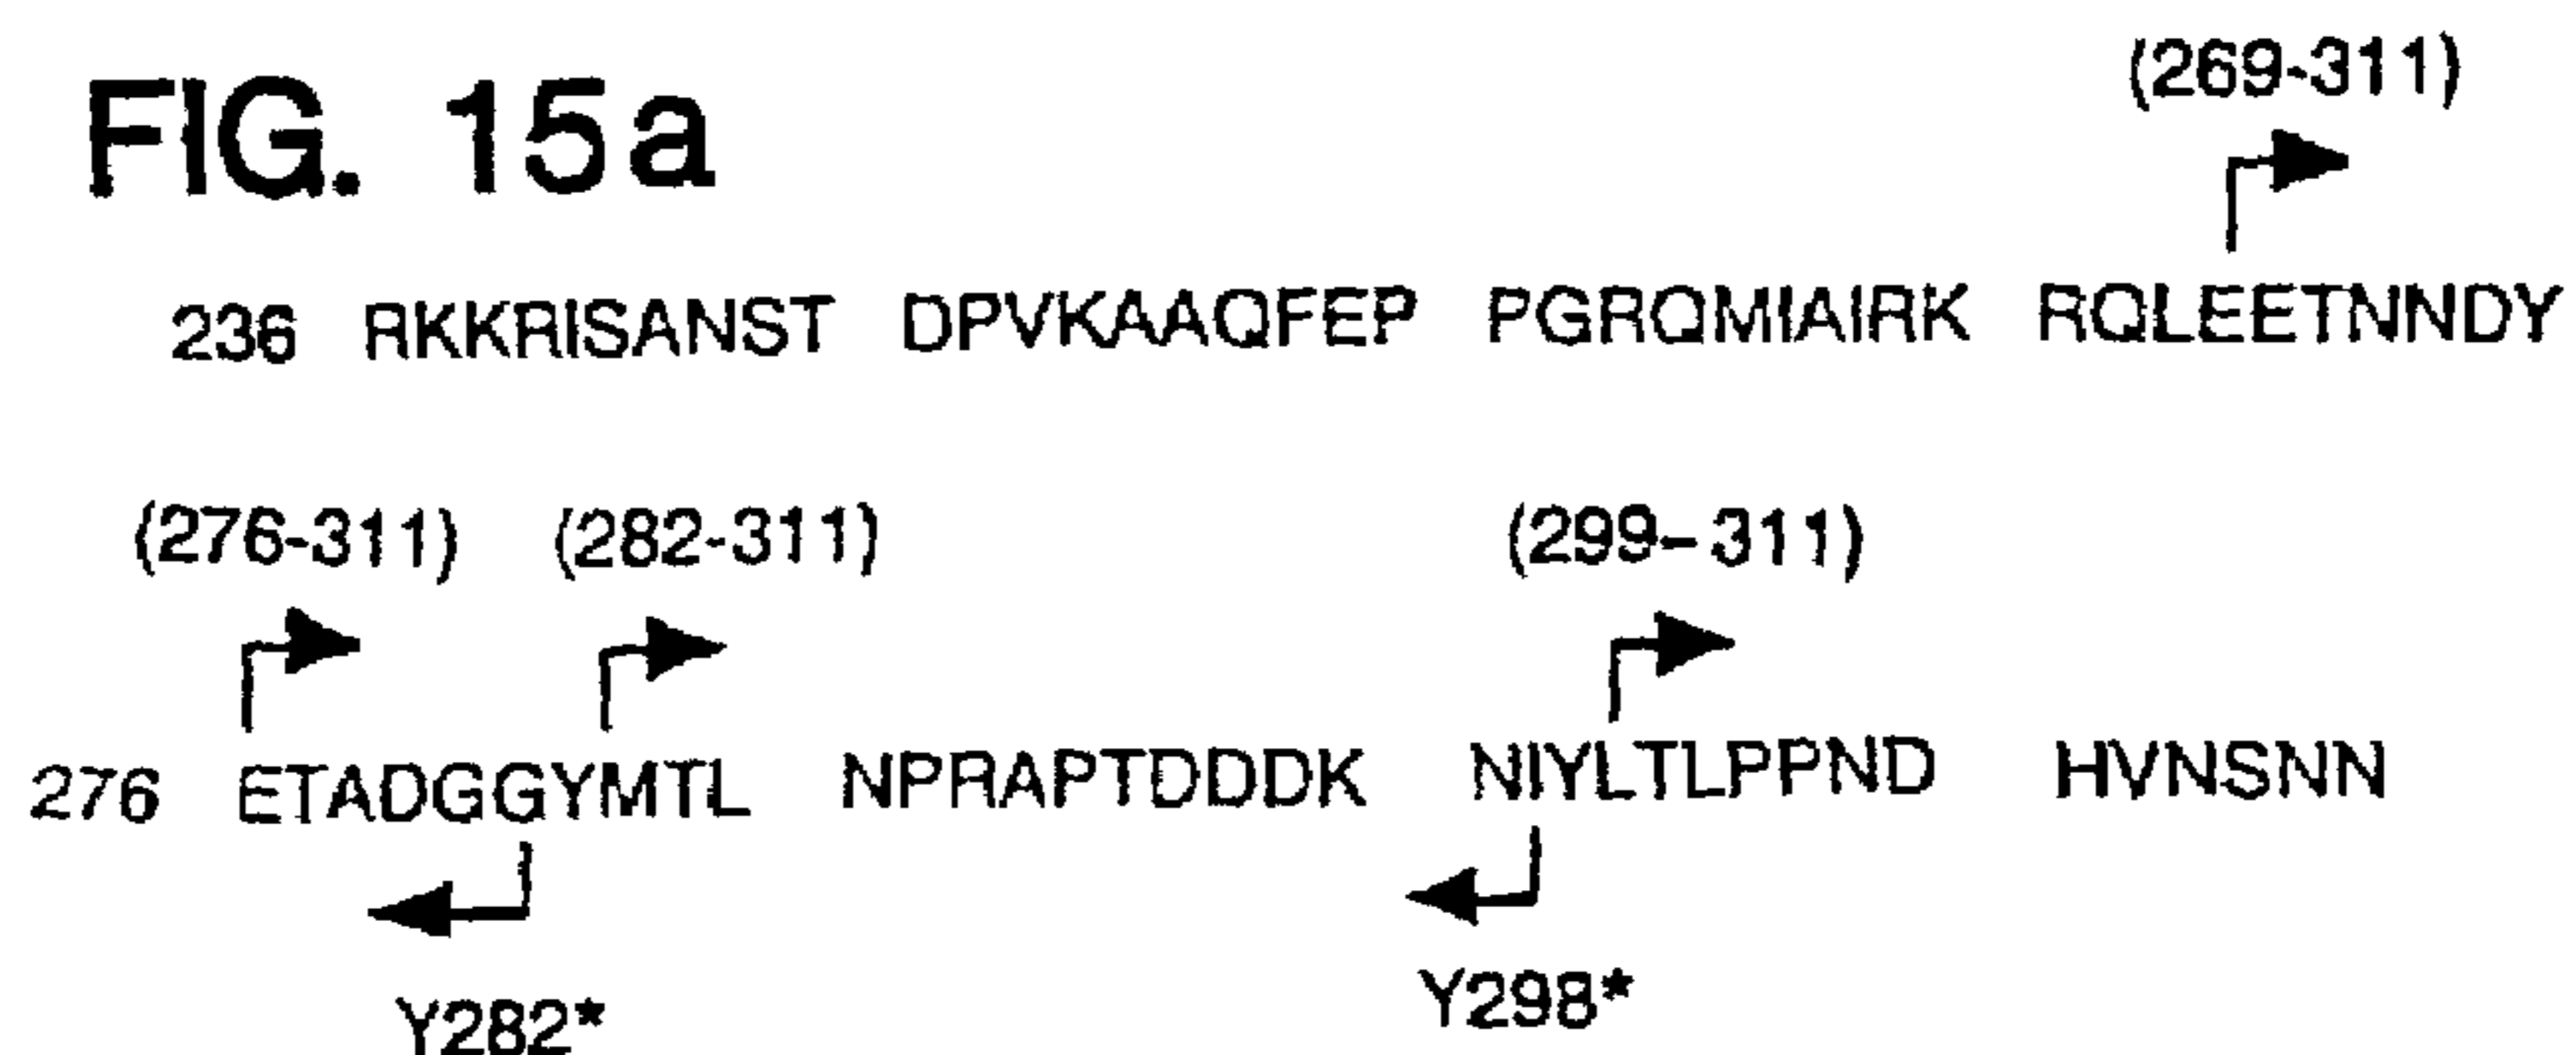 FIG. 15a
(269-311)
236 RKKRISANST DPVKAAQFEP PGRQMIAIRK RQLEETNNDY
(276-311) (282-311) (299-311)
276 ETADGGYMTL NPRAPTDDDK NIYLTLPPND HVNSNN
Y282* Y298*